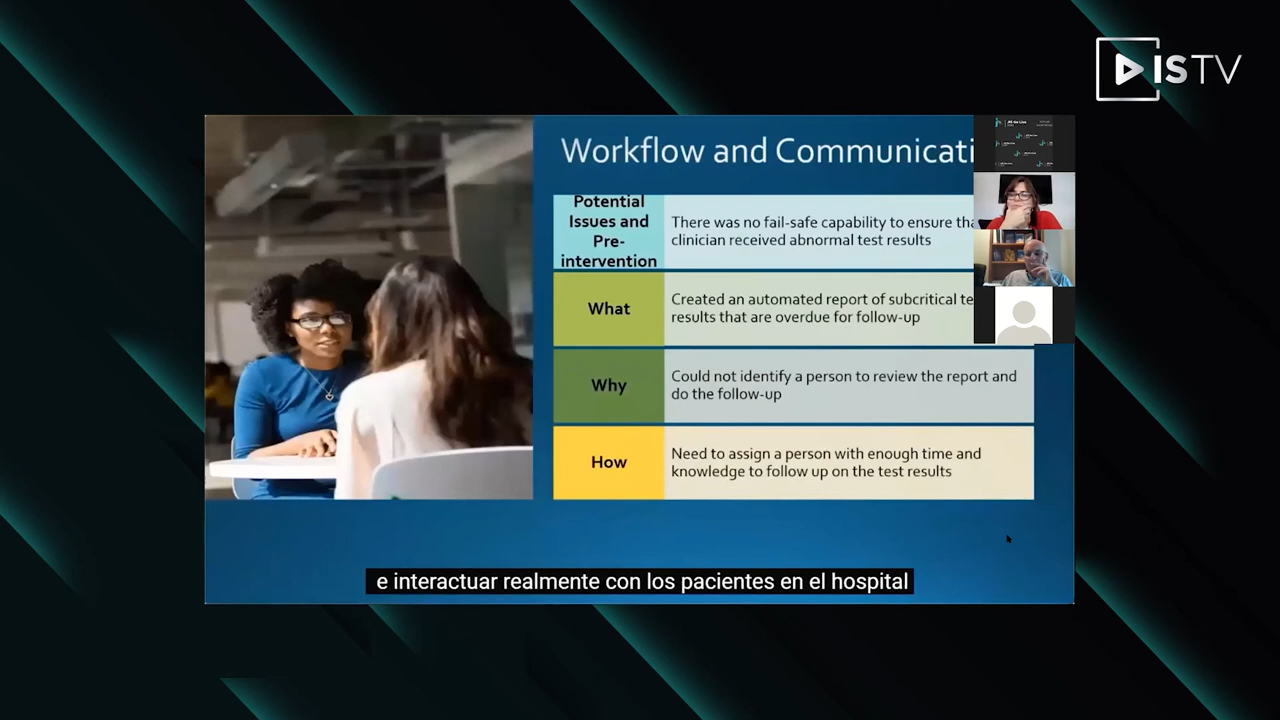 ISTV
Workflow and Communicati
Potential
Issues and
Pre-
intervention
There was no fail-safe capability to ensure tha
clinician received abnormal test results
What
Created an automated report of subcritical te
results that are overdue for follow-up
Why
Could not identify a person to review the report and
do the follow-up
How
Need to assign a person with enough time and
knowledge to follow up on the test results
e interactuar realmente con los pacientes en el hospital